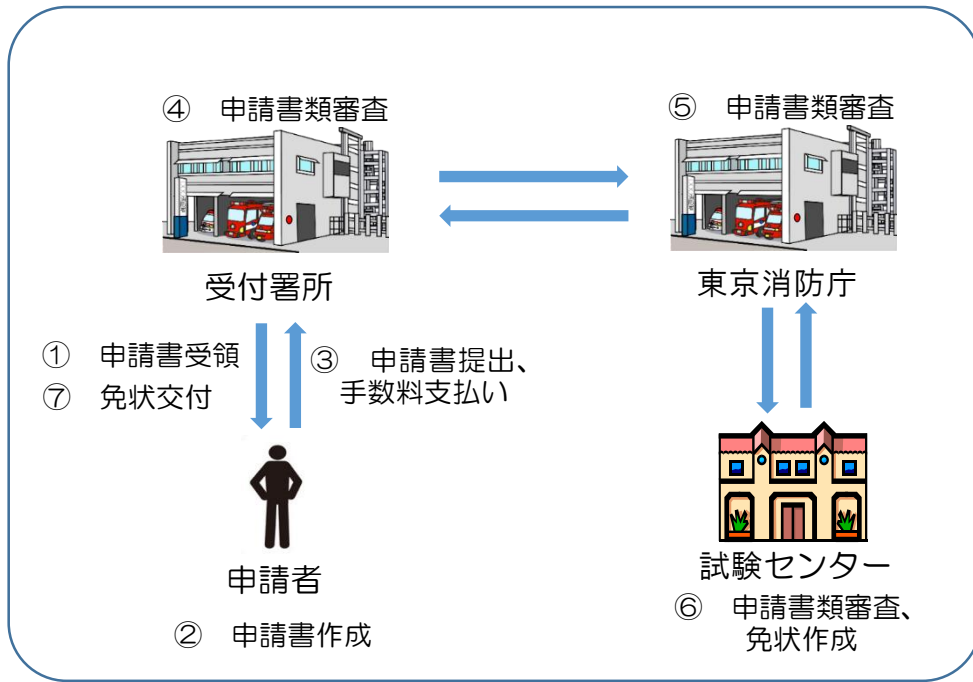 ④　申請書類審査
⑤　申請書類審査
受付署所
東京消防庁
①　申請書受領
⑦　免状交付
③　申請書提出、
手数料支払い
申請者
②　申請書作成
試験センター
⑥　申請書類審査、
免状作成